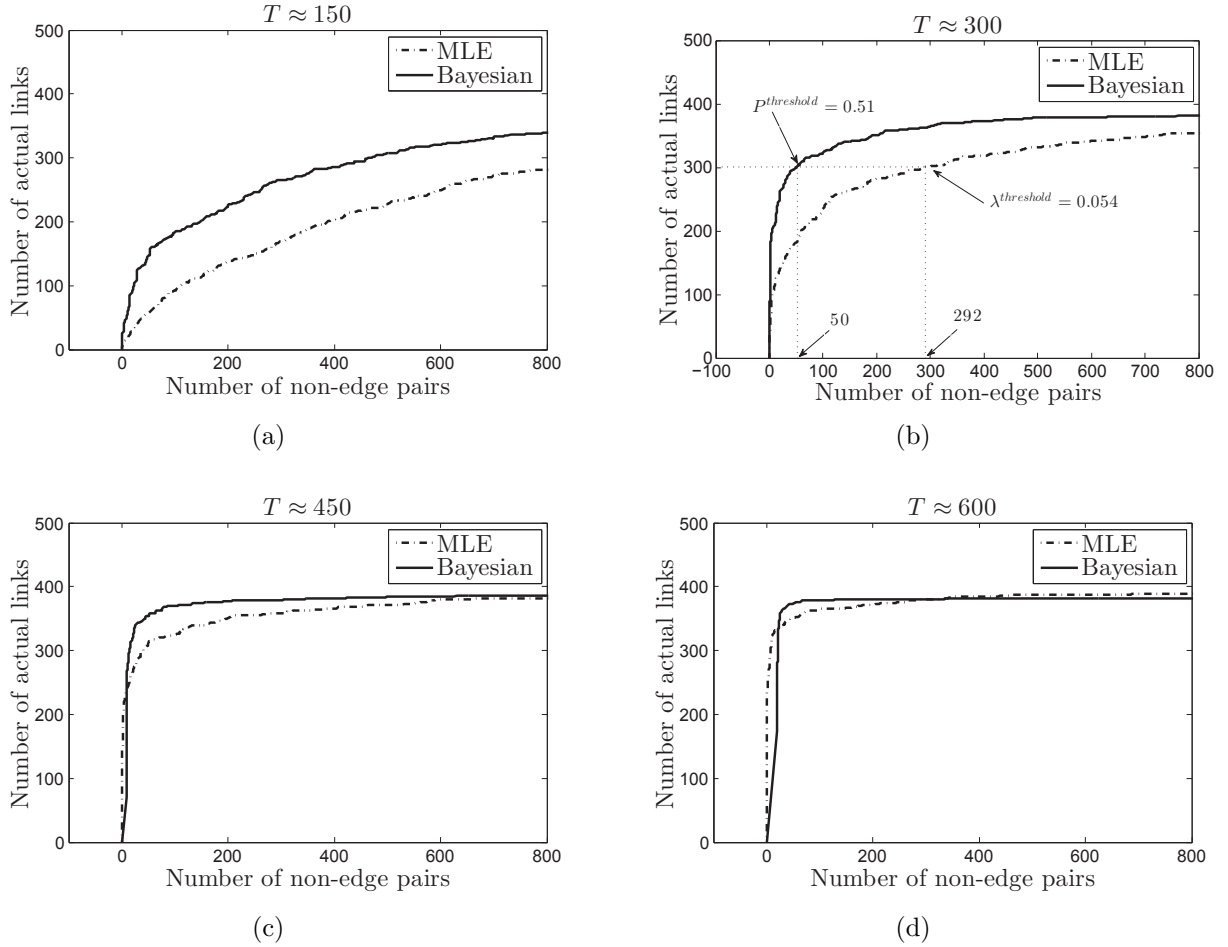 T ≈ 150
500
400
300
200
100
0
0 200 400 600 800
Number of actual links
Number of non-edge pairs
MLE
Bayesian
(a)
T ≈ 300
500
400
300
200
100
0
−100 0 100 200 300 400 500 600 700 800
Number of actual links
Number of non-edge pairs
MLE
Bayesian
P^{threshold} = 0.51
λ^{threshold} = 0.054
50
292
(b)
T ≈ 450
500
400
300
200
100
0
0 200 400 600 800
Number of actual links
Number of non-edge pairs
MLE
Bayesian
(c)
T ≈ 600
500
400
300
200
100
0
0 200 400 600 800
Number of actual links
Number of non-edge pairs
MLE
Bayesian
(d)